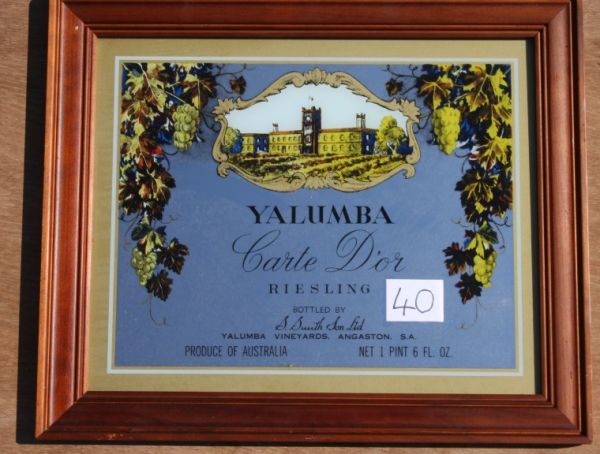 YALUMBA
Carte D'or
RIESLING
40
BOTTLED BY
S. Smith & Son Ltd
YALUMBA VINEYARDS, ANGASTON, S.A.
PRODUCE OF AUSTRALIA
NET 1 PINT 6 FL. OZ.